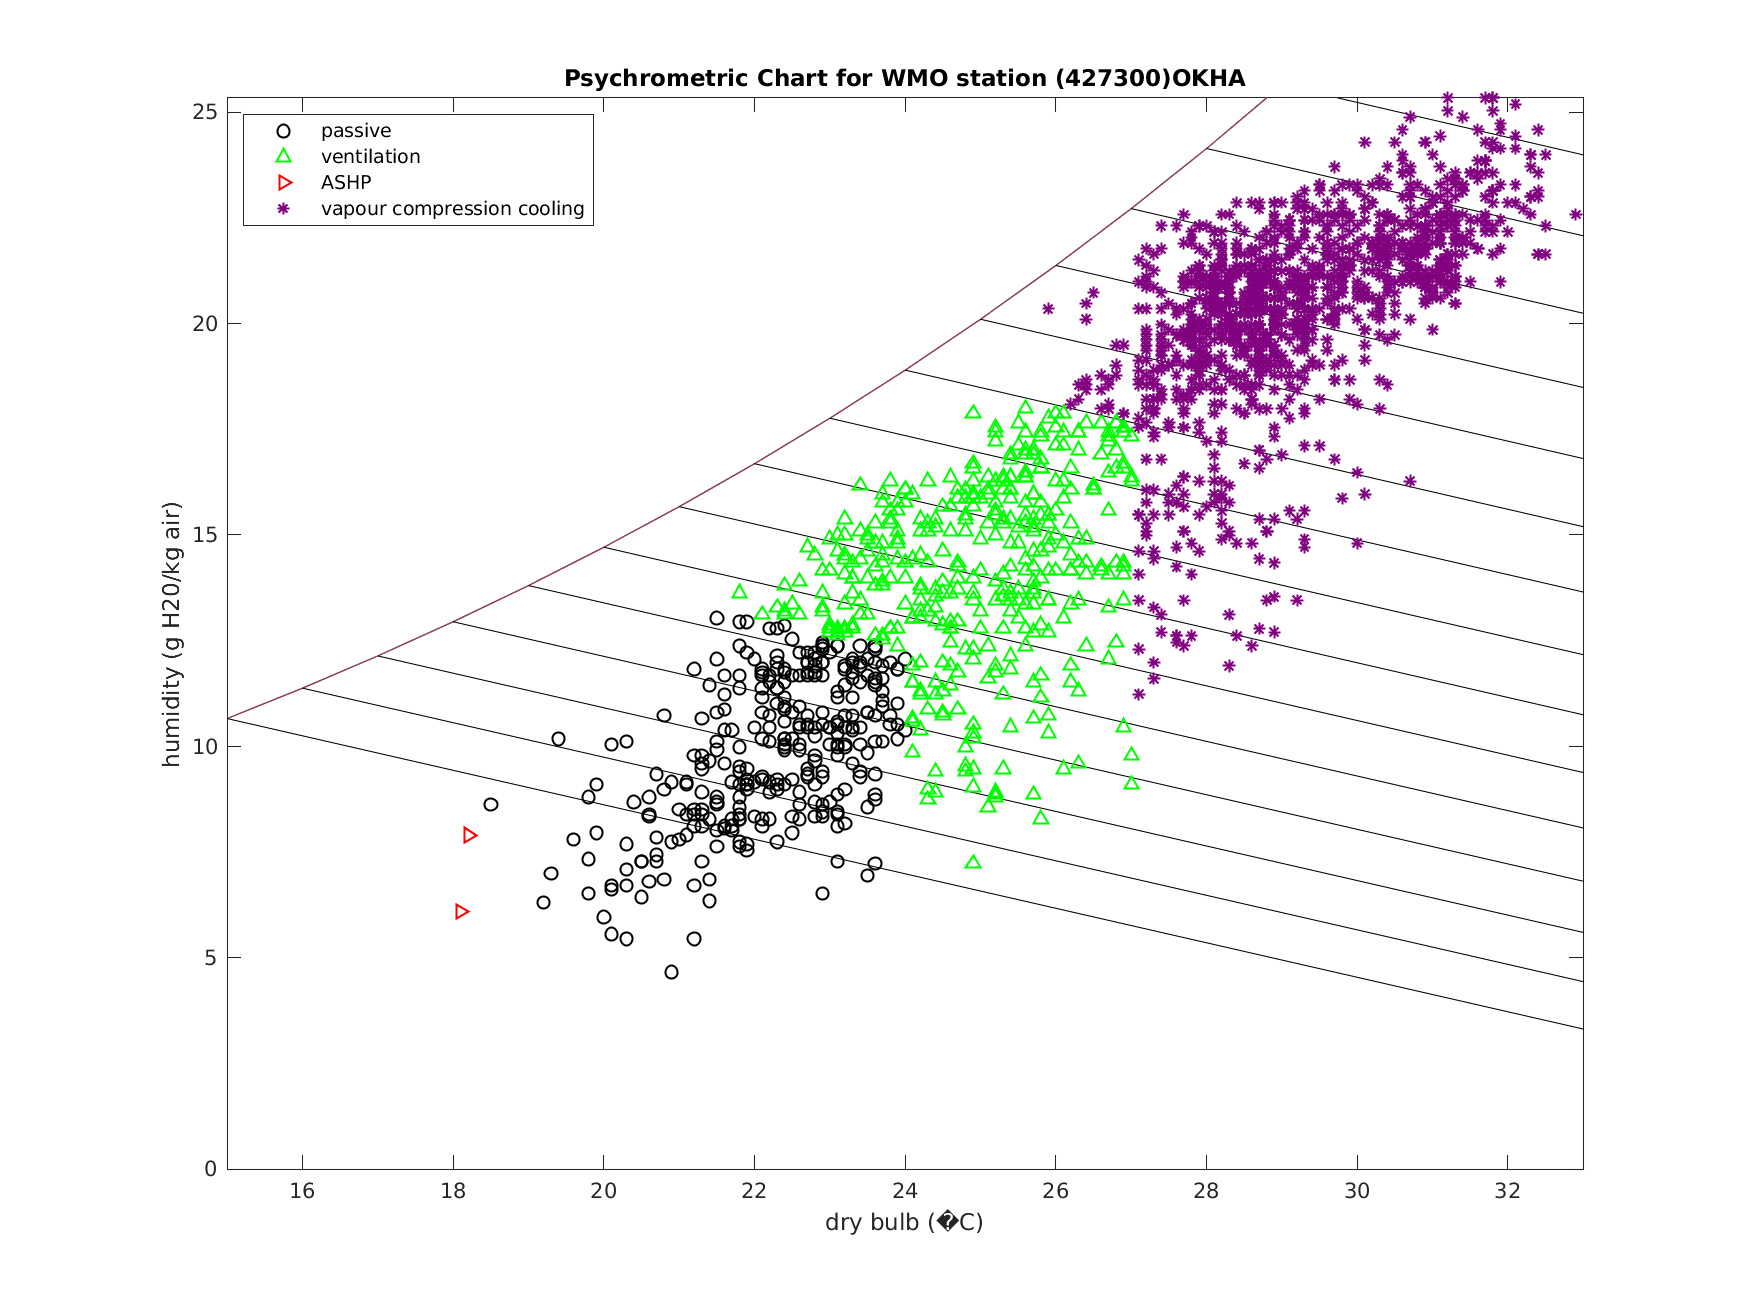 Psychrometric Chart for WMO station (427300)OKHA
passive
ventilation
ASHP
vapour compression cooling
humidity (g H20/kg air)
25
20
15
10
5
0
16 18 20 22 24 26 28 30 32
dry bulb (�C)